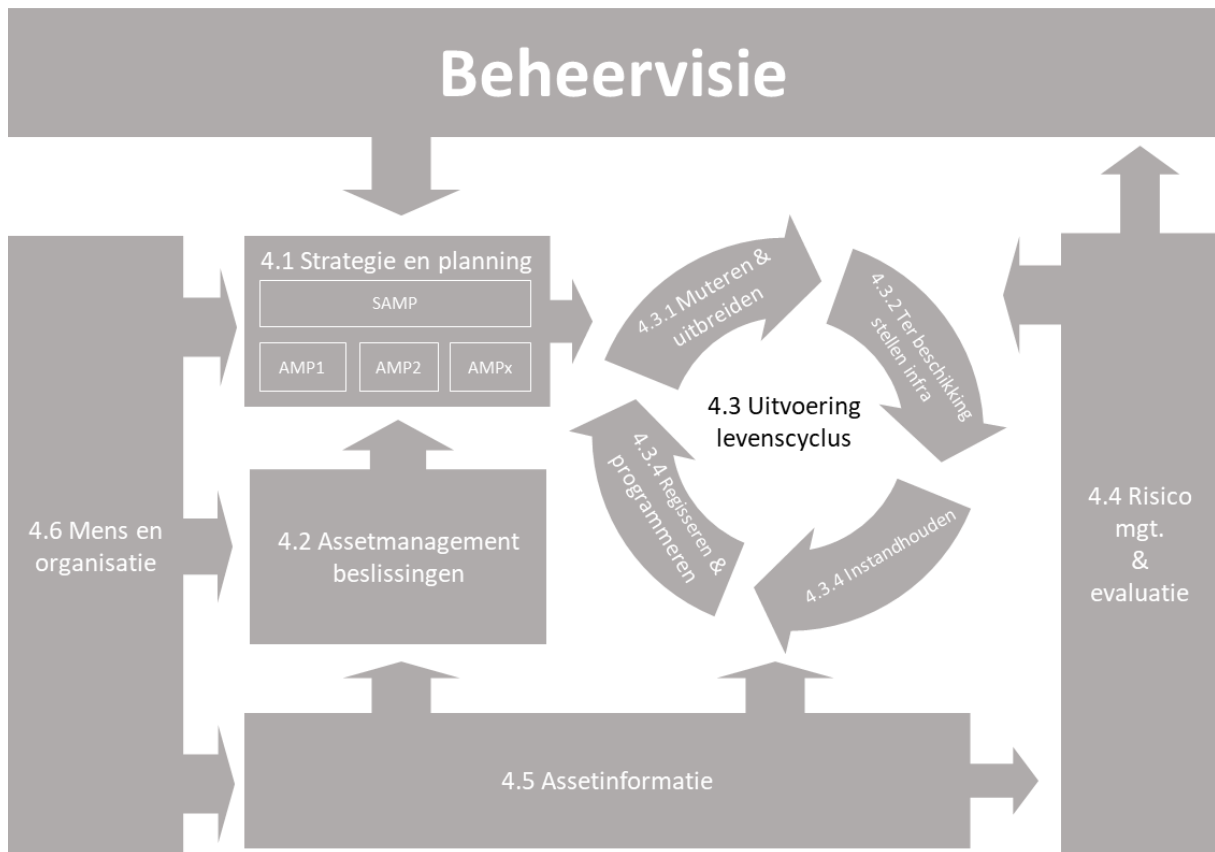 Beheervisie
4.1 Strategie en planning
SAMP
AMP1
AMP2
AMPx
4.3.1 Muteren &
uitbreiden
4.3.2 Ter beschikking
stellen infra
4.3 Uitvoering
levenscyclus
4.3.4 Regisseren &
programmeren
4.3.4 Instandhouden
4.6 Mens en
organisatie
4.2 Assetmanagement
beslissingen
4.4 Risico
mgt.
&
evaluatie
4.5 Assetinformatie